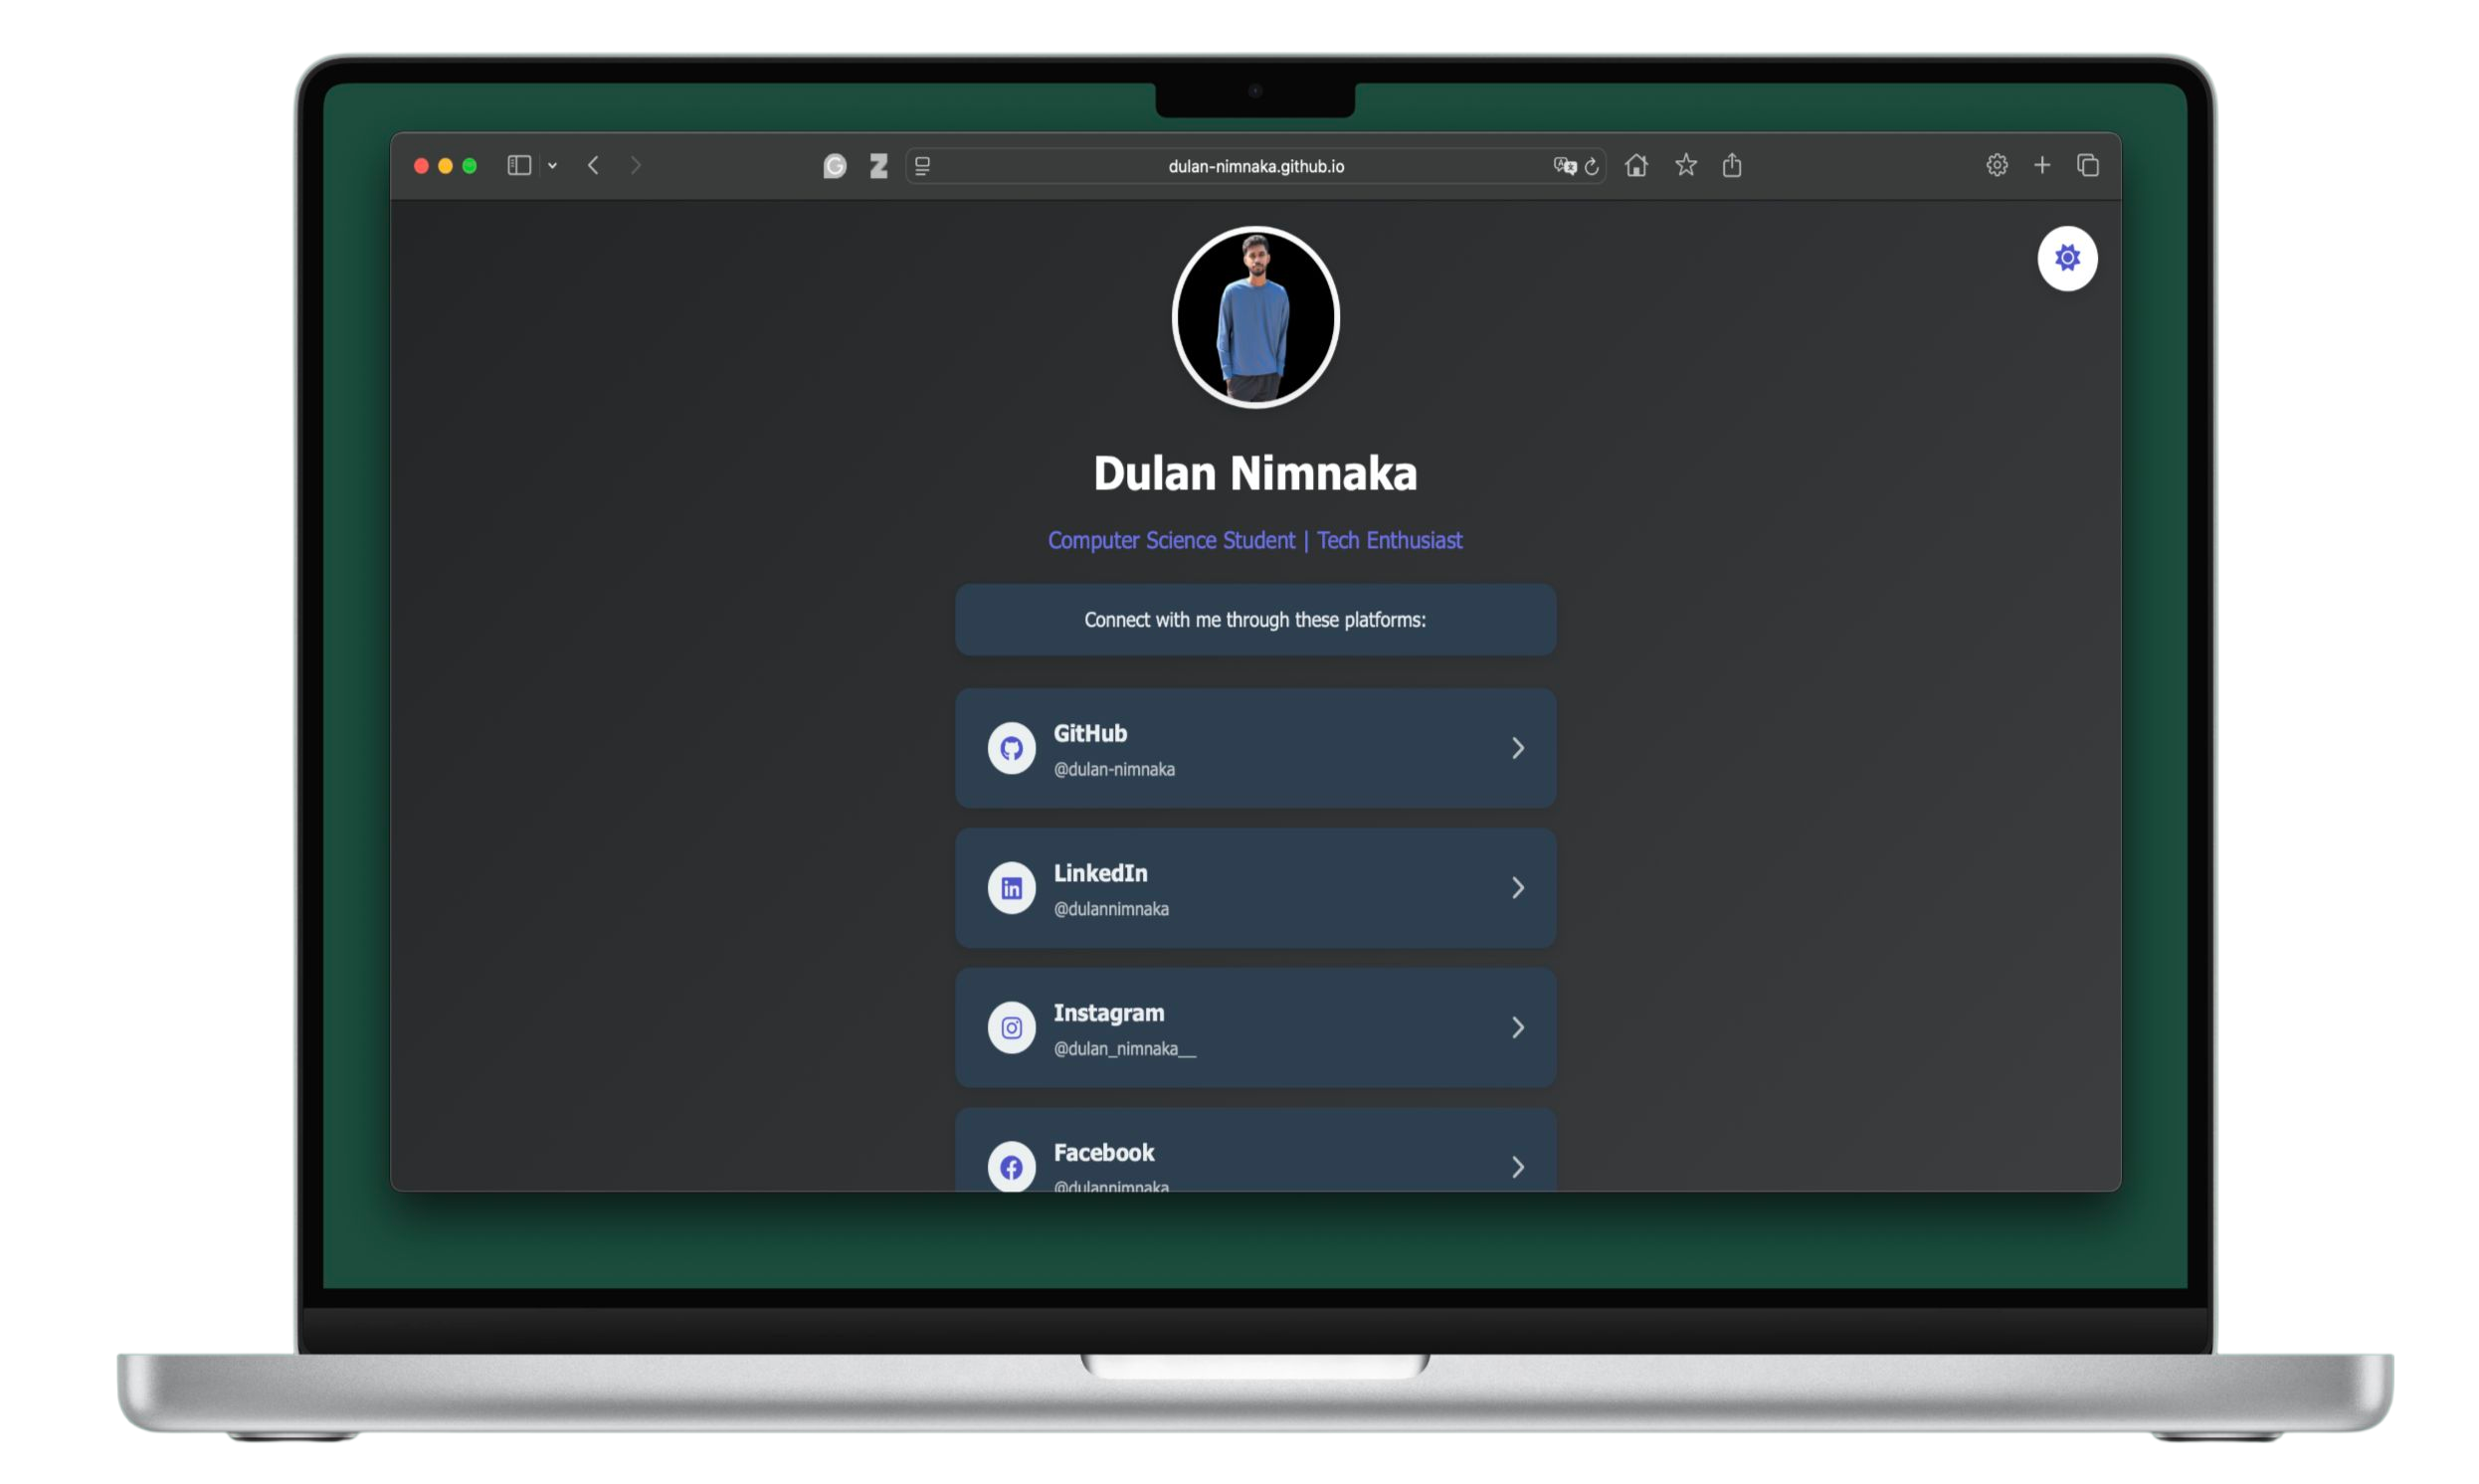 dulan-nimnaka.github.io
Dulan Nimnaka
Computer Science Student | Tech Enthusiast
Connect with me through these platforms:
GitHub
@dulan-nimnaka
LinkedIn
@dulannimnaka
Instagram
@dulan_nimnaka__
Facebook
@dulannimnaka